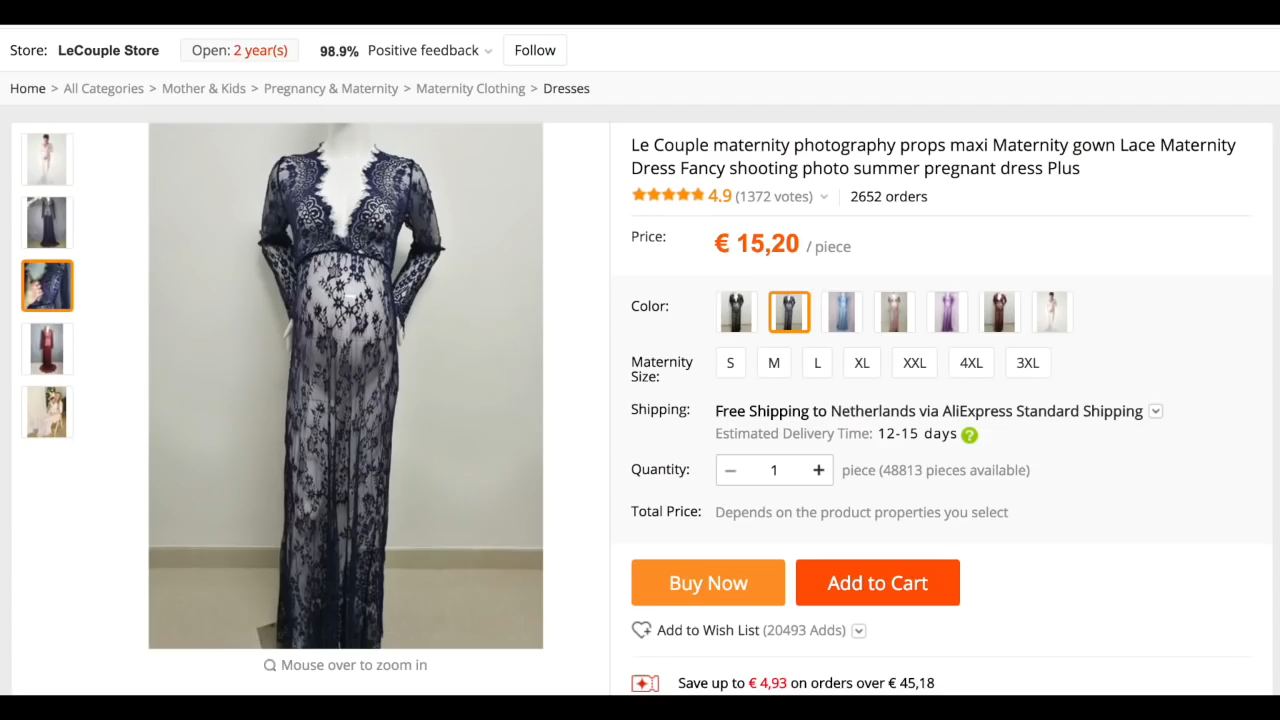 Store: LeCouple Store Open: 2 year(s) 98.9% Positive feedback Follow
Home > All Categories > Mother & Kids > Pregnancy & Maternity > Maternity Clothing > Dresses
Le Couple maternity photography props maxi Maternity gown Lace Maternity
Dress Fancy shooting photo summer pregnant dress Plus
4.9 (1372 votes) 2652 orders
Price: € 15,20 / piece
Color:
Maternity
Size:
S M L XL XXL 4XL 3XL
Shipping: Free Shipping to Netherlands via AliExpress Standard Shipping
Estimated Delivery Time: 12-15 days ?
Quantity: − 1 + piece (48813 pieces available)
Total Price: Depends on the product properties you select
Buy Now Add to Cart
Add to Wish List (20493 Adds)
Mouse over to zoom in
Save up to € 4,93 on orders over € 45,18